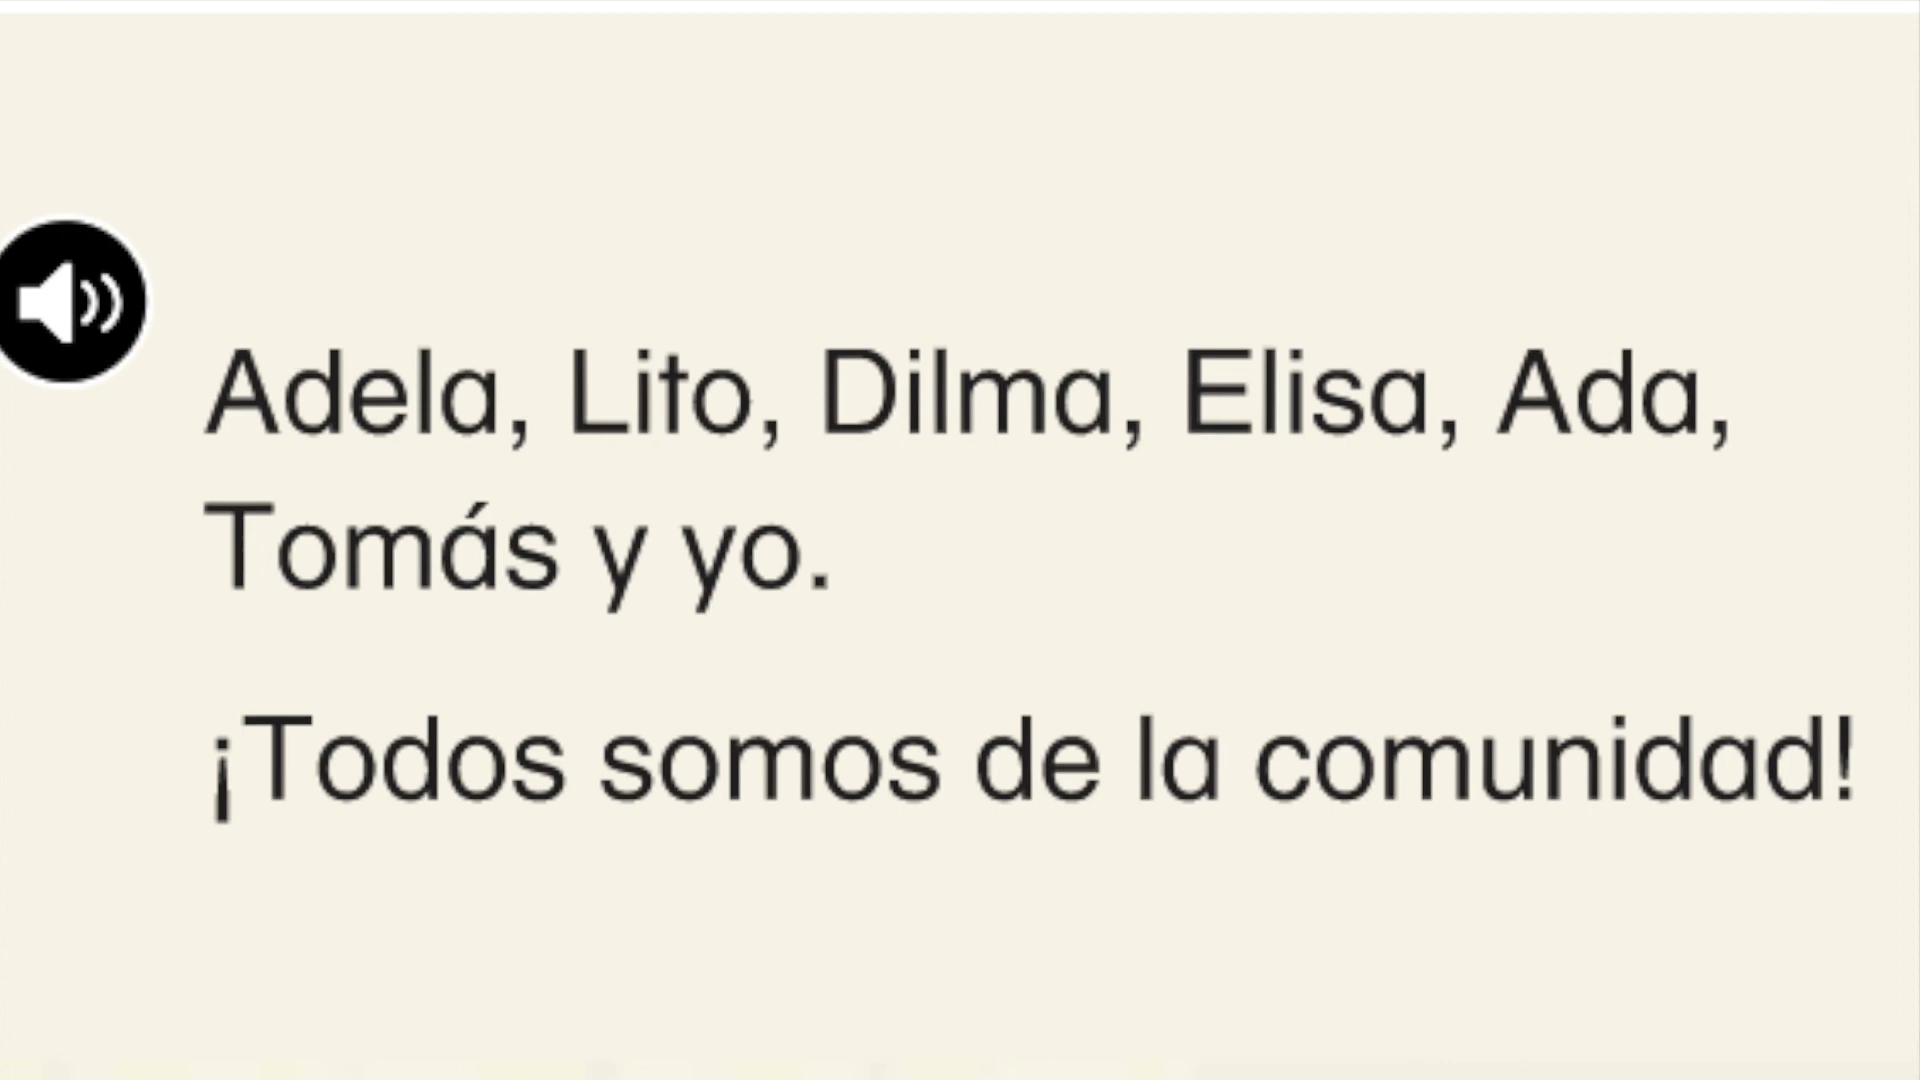 Adela, Lito, Dilma, Elisa, Ada,
Tomás y yo.
¡Todos somos de la comunidad!